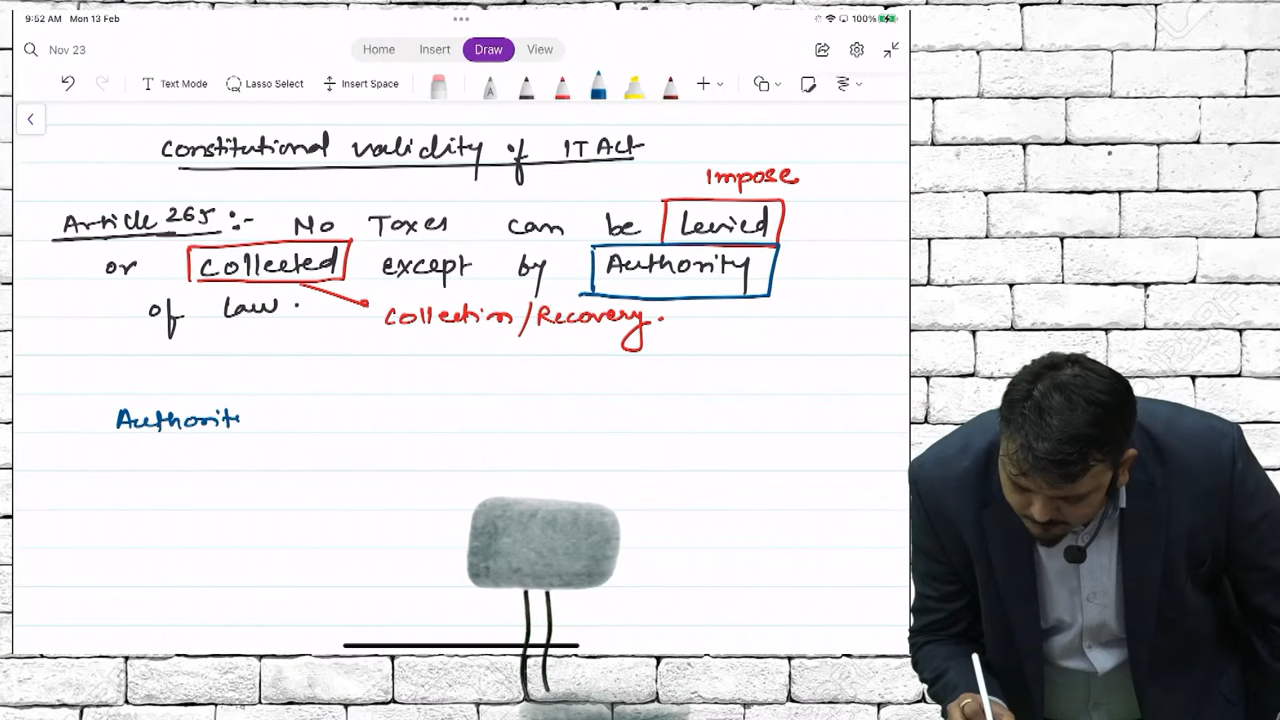 9:52 AM Mon 13 Feb
100%
Nov 23
Home Insert Draw View
Text Mode Lasso Select Insert Space
A
Constitutional validity of IT Act
Impose
Article 265 :- No Taxes can be Levied
or collected except by Authority
of Law.
Collection/Recovery.
Authorite